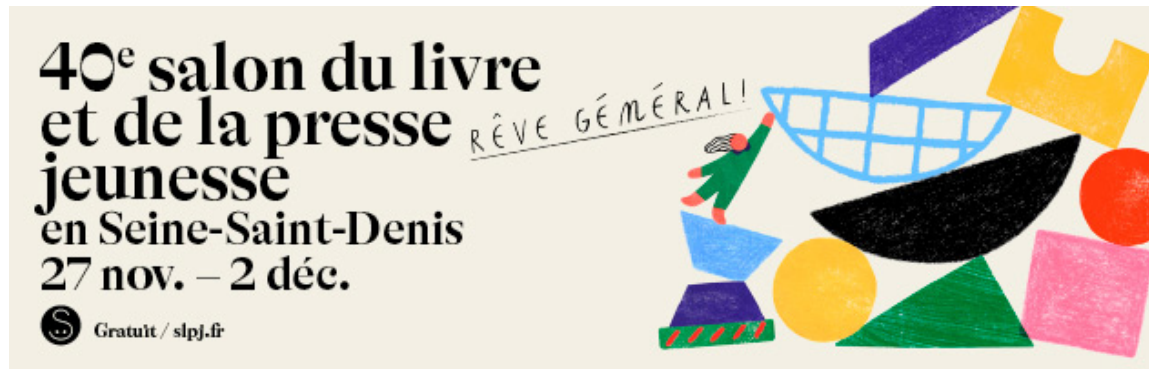 40e salon du livre
et de la presse
jeunesse
RÊVE GÉNÉRAL!
en Seine-Saint-Denis
27 nov. – 2 déc.
Gratuit / slpj.fr